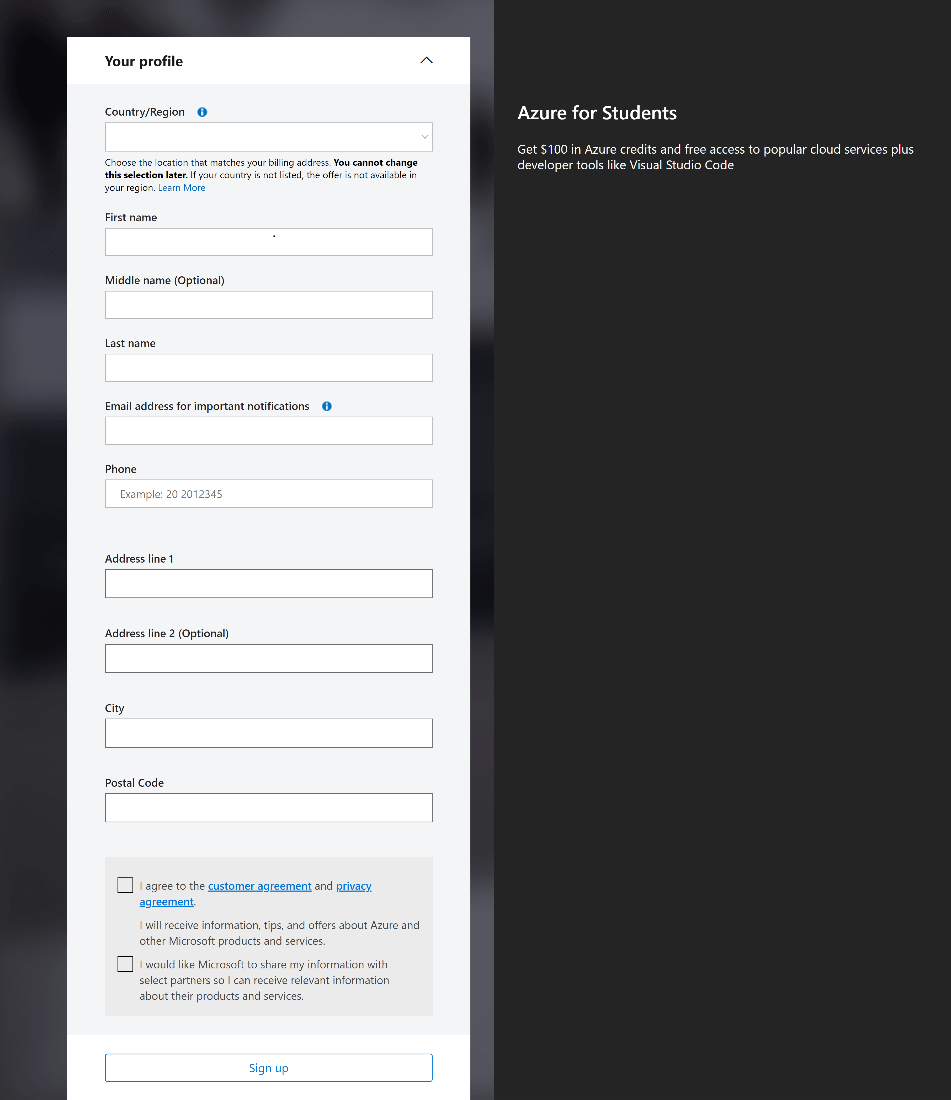 Your profile
Country/Region
Choose the location that matches your billing address. You cannot change
this selection later. If your country is not listed, the offer is not available in
your region. Learn More
First name
Middle name (Optional)
Last name
Email address for important notifications
Phone
Example: 20 2012345
Address line 1
Address line 2 (Optional)
City
Postal Code
I agree to the customer agreement and privacy
agreement.
I will receive information, tips, and offers about Azure and
other Microsoft products and services.
I would like Microsoft to share my information with
select partners so I can receive relevant information
about their products and services.
Sign up
Azure for Students
Get $100 in Azure credits and free access to popular cloud services plus
developer tools like Visual Studio Code